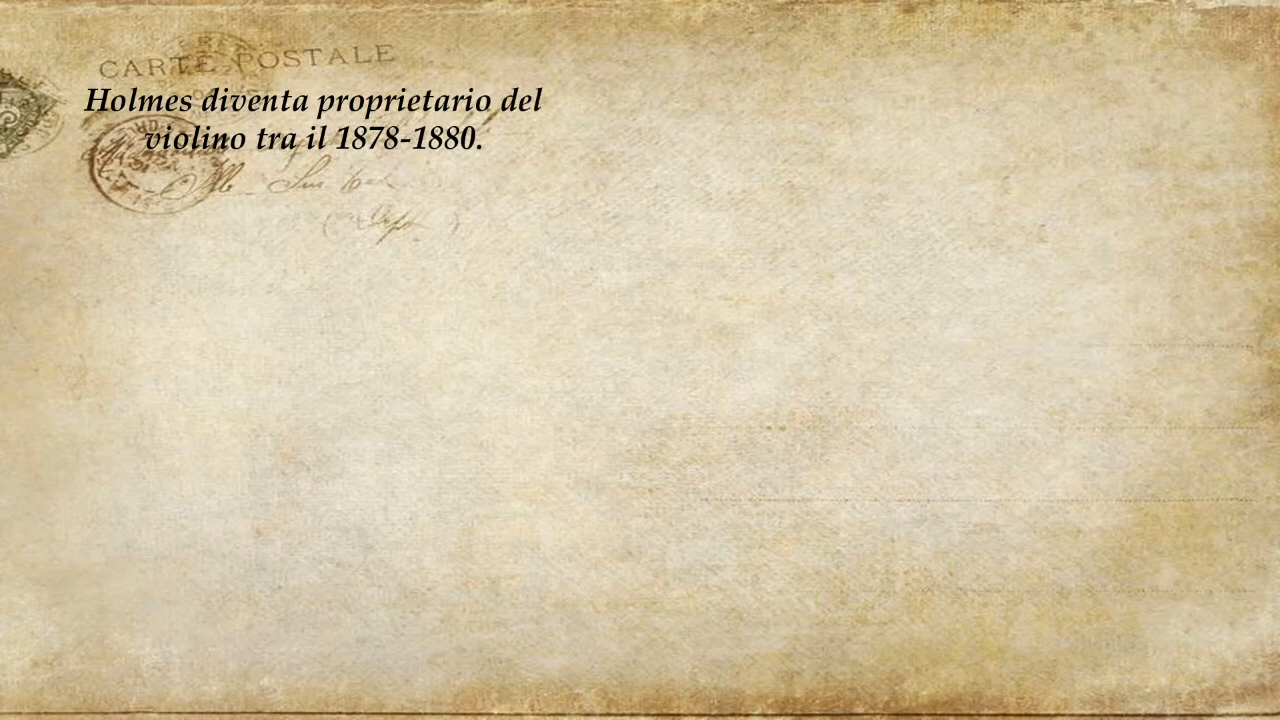 CARTE POSTALE
Holmes diventa proprietario del
violino tra il 1878-1880.